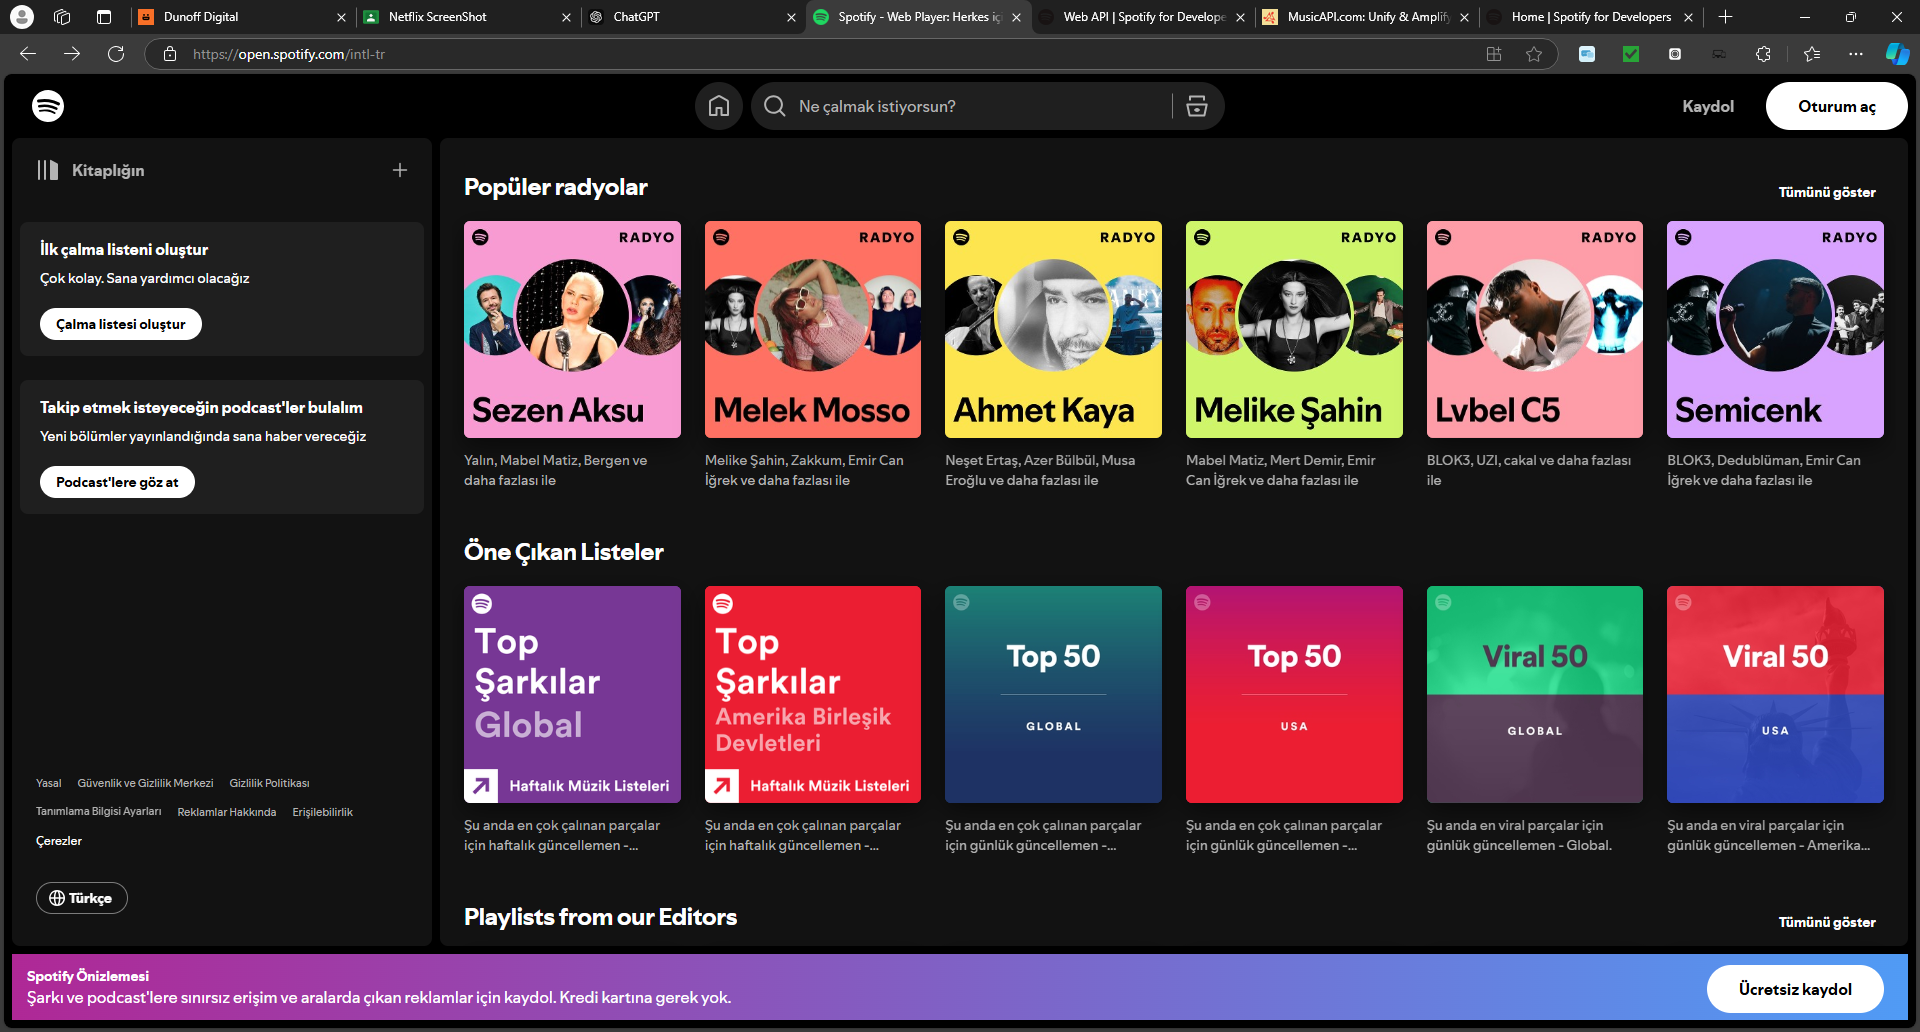 Dunoff Digital
Netflix ScreenShot
ChatGPT
Spotify - Web Player: Herkes içi
Web API | Spotify for Develope
MusicAPI.com: Unify & Amplify
Home | Spotify for Developers
https://open.spotify.com/intl-tr
Ne çalmak istiyorsun?
Kaydol
Oturum aç
Kitaplığın
İlk çalma listeni oluştur
Çok kolay. Sana yardımcı olacağız
Çalma listesi oluştur
Takip etmek isteyeceğin podcast'ler bulalım
Yeni bölümler yayınlandığında sana haber vereceğiz
Podcast'lere göz at
Yasal
Güvenlik ve Gizlilik Merkezi
Gizlilik Politikası
Tanımlama Bilgisi Ayarları
Reklamlar Hakkında
Erişilebilirlik
Çerezler
Türkçe
Popüler radyolar
Tümünü göster
RADYO
Sezen Aksu
Yalın, Mabel Matiz, Bergen ve
daha fazlası ile
RADYO
Melek Mosso
Melike Şahin, Zakkum, Emir Can
İğrek ve daha fazlası ile
RADYO
Ahmet Kaya
Neşet Ertaş, Azer Bülbül, Musa
Eroğlu ve daha fazlası ile
RADYO
Melike Şahin
Mabel Matiz, Mert Demir, Emir
Can İğrek ve daha fazlası ile
RADYO
Lvbel C5
BLOK3, UZI, cakal ve daha fazlası
ile
RADYO
Semicenk
BLOK3, Dedublüman, Emir Can
İğrek ve daha fazlası ile
Öne Çıkan Listeler
Top
Şarkılar
Global
Haftalık Müzik Listeleri
Şu anda en çok çalınan parçalar
için haftalık güncellemen -...
Top
Şarkılar
Amerika Birleşik
Devletleri
Haftalık Müzik Listeleri
Şu anda en çok çalınan parçalar
için haftalık güncellemen -...
Top 50
GLOBAL
Şu anda en çok çalınan parçalar
için günlük güncellemen -...
Top 50
USA
Şu anda en çok çalınan parçalar
için günlük güncellemen -...
Viral 50
GLOBAL
Şu anda en viral parçalar için
günlük güncellemen - Global.
Viral 50
USA
Şu anda en viral parçalar için
günlük güncellemen - Amerika...
Playlists from our Editors
Tümünü göster
Spotify Önizlemesi
Şarkı ve podcast'lere sınırsız erişim ve aralarda çıkan reklamlar için kaydol. Kredi kartına gerek yok.
Ücretsiz kaydol